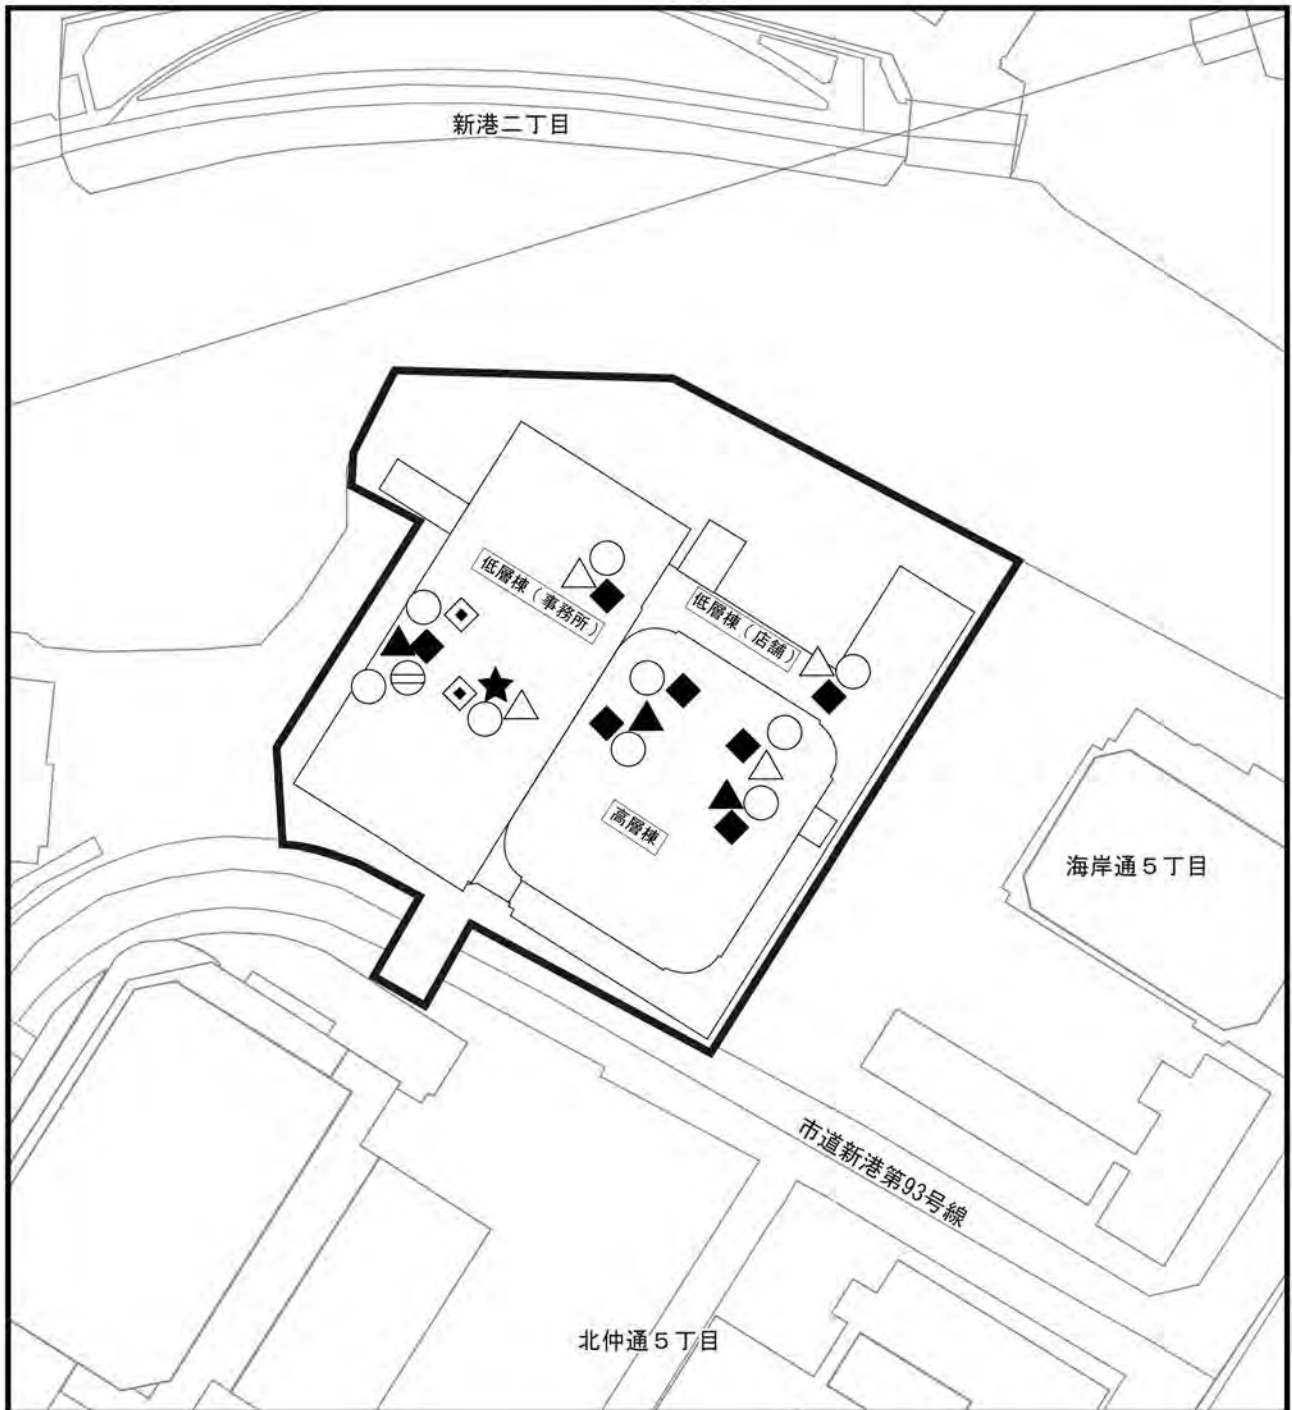 新港二丁目
低層棟（事務所）
低層棟（店舗）
高層棟
海岸通５丁目
市道新港第93号線
北仲通５丁目